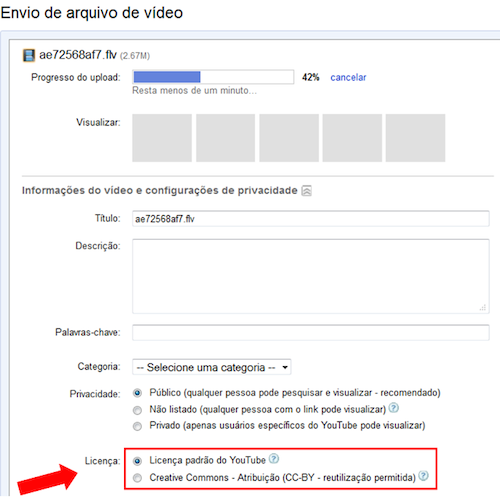 Envio de arquivo de vídeo
ae72568af7.flv (2.67M)
Progresso do upload: 42% cancelar
Resta menos de um minuto...
Visualizar:
Informações do vídeo e configurações de privacidade
Título: ae72568af7.flv
Descrição:
Palavras-chave:
Categoria: -- Selecione uma categoria --
Privacidade: Público (qualquer pessoa pode pesquisar e visualizar - recomendado)
Não listado (qualquer pessoa com o link pode visualizar) ?
Privado (apenas usuários específicos do YouTube pode visualizar)
Licença: Licença padrão do YouTube ?
Creative Commons - Atribuição (CC-BY - reutilização permitida) ?